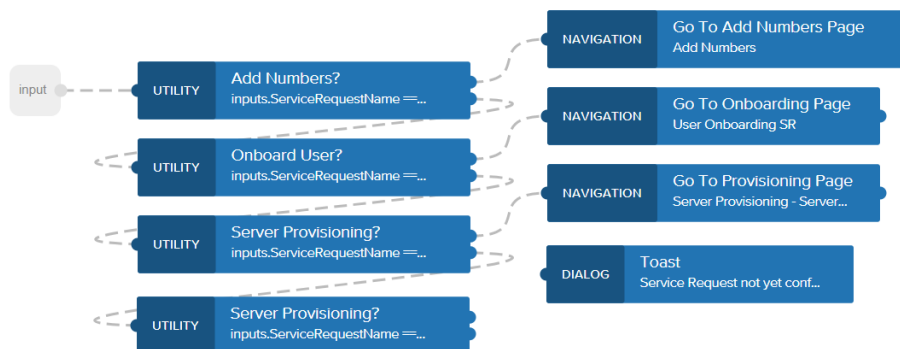 input
UTILITY
Add Numbers?
inputs.ServiceRequestName ==...
NAVIGATION
Go To Add Numbers Page
Add Numbers
UTILITY
Onboard User?
inputs.ServiceRequestName ==...
NAVIGATION
Go To Onboarding Page
User Onboarding SR
UTILITY
Server Provisioning?
inputs.ServiceRequestName ==...
NAVIGATION
Go To Provisioning Page
Server Provisioning - Server...
DIALOG
Toast
Service Request not yet conf...
UTILITY
Server Provisioning?
inputs.ServiceRequestName ==...